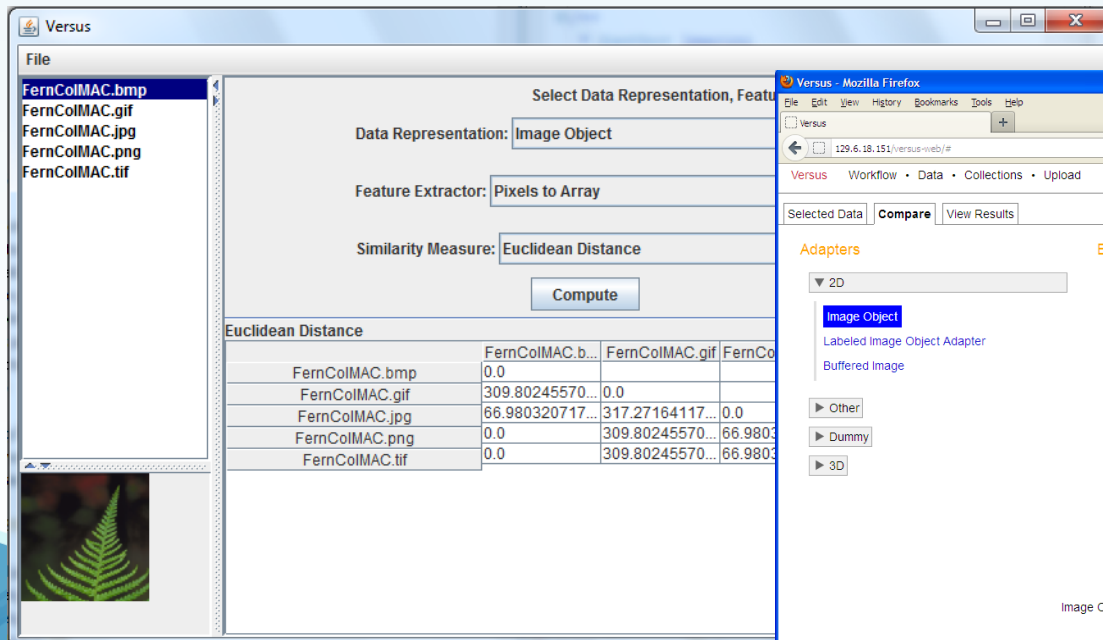 Versus
File
FernColMAC.bmp
FernColMAC.gif
FernColMAC.jpg
FernColMAC.png
FernColMAC.tif
Select Data Representation, Featu
Data Representation: Image Object
Feature Extractor: Pixels to Array
Similarity Measure: Euclidean Distance
Compute
Euclidean Distance
FernColMAC.b... FernColMAC.gif FernCo
FernColMAC.bmp 0.0
FernColMAC.gif 309.80245570... 0.0
FernColMAC.jpg 66.980320717... 317.27164117... 0.0
FernColMAC.png 0.0 309.80245570... 66.9803
FernColMAC.tif 0.0 309.80245570... 66.9803
Versus - Mozilla Firefox
File Edit View History Bookmarks Tools Help
Versus
129.6.18.151/versus-web/#
Versus Workflow • Data • Collections • Upload
Selected Data Compare View Results
Adapters
2D
Image Object
Labeled Image Object Adapter
Buffered Image
Other
Dummy
3D
Image